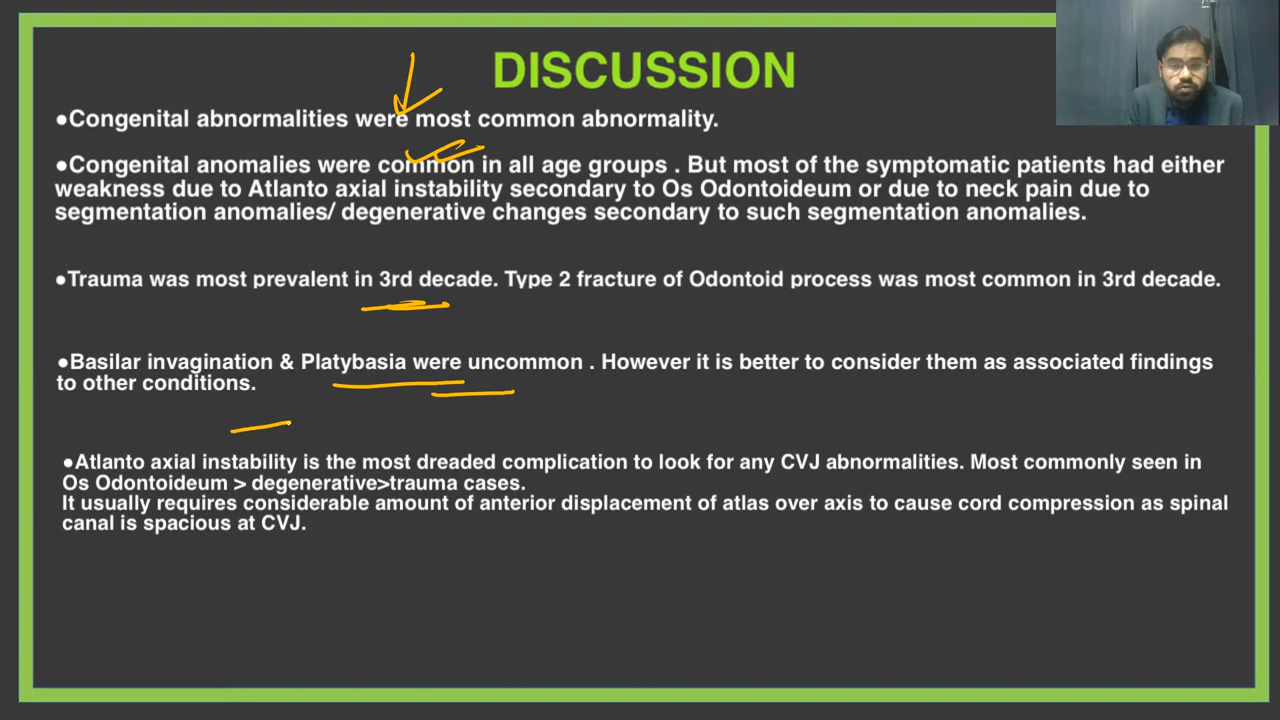 DISCUSSION
●Congenital abnormalities were most common abnormality.
●Congenital anomalies were common in all age groups . But most of the symptomatic patients had either
weakness due to Atlanto axial instability secondary to Os Odontoideum or due to neck pain due to
segmentation anomalies/ degenerative changes secondary to such segmentation anomalies.
●Trauma was most prevalent in 3rd decade. Type 2 fracture of Odontoid process was most common in 3rd decade.
●Basilar invagination & Platybasia were uncommon . However it is better to consider them as associated findings
to other conditions.
●Atlanto axial instability is the most dreaded complication to look for any CVJ abnormalities. Most commonly seen in
Os Odontoideum > degenerative>trauma cases.
It usually requires considerable amount of anterior displacement of atlas over axis to cause cord compression as spinal
canal is spacious at CVJ.